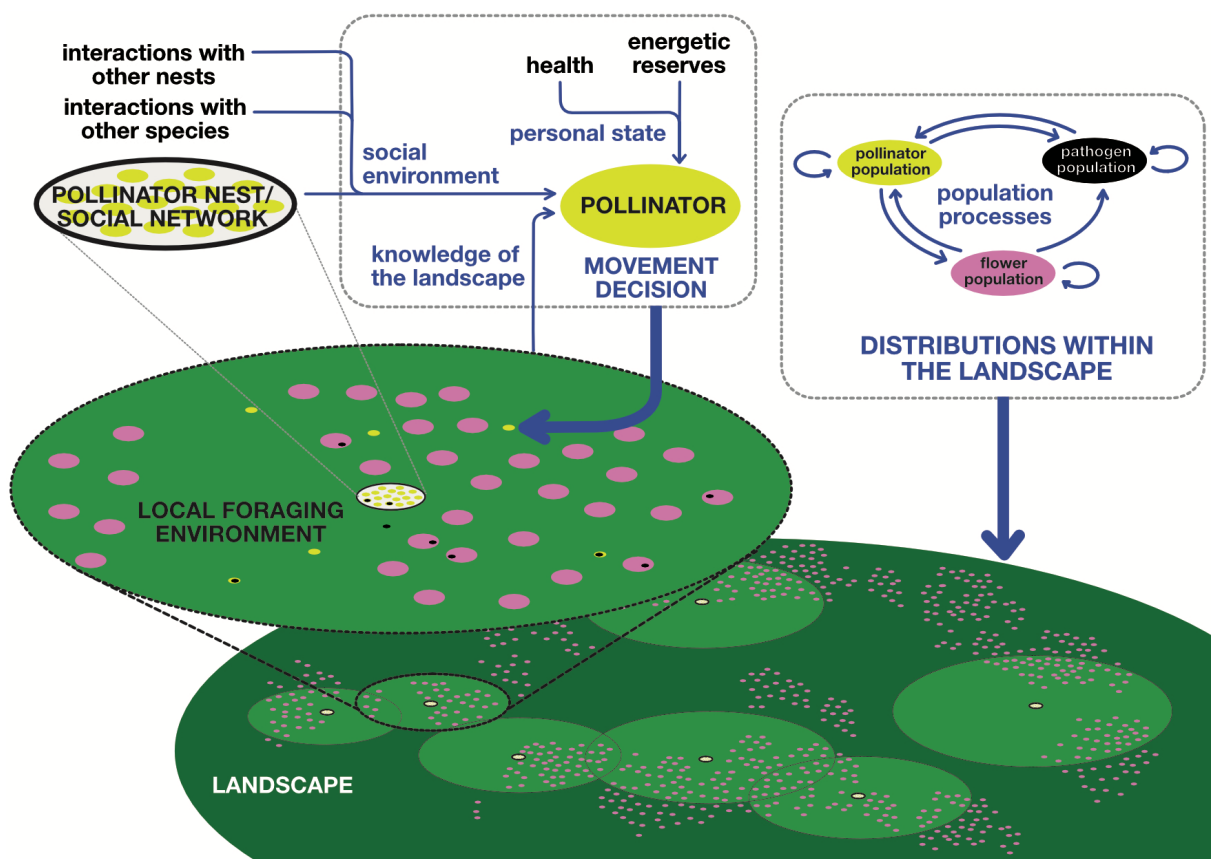 interactions with
other nests
interactions with
other species
POLLINATOR NEST/
SOCIAL NETWORK
health
energetic
reserves
personal state
social
environment
POLLINATOR
knowledge of
the landscape
MOVEMENT
DECISION
pollinator
population
pathogen
population
population
processes
flower
population
DISTRIBUTIONS WITHIN
THE LANDSCAPE
LOCAL FORAGING
ENVIRONMENT
LANDSCAPE